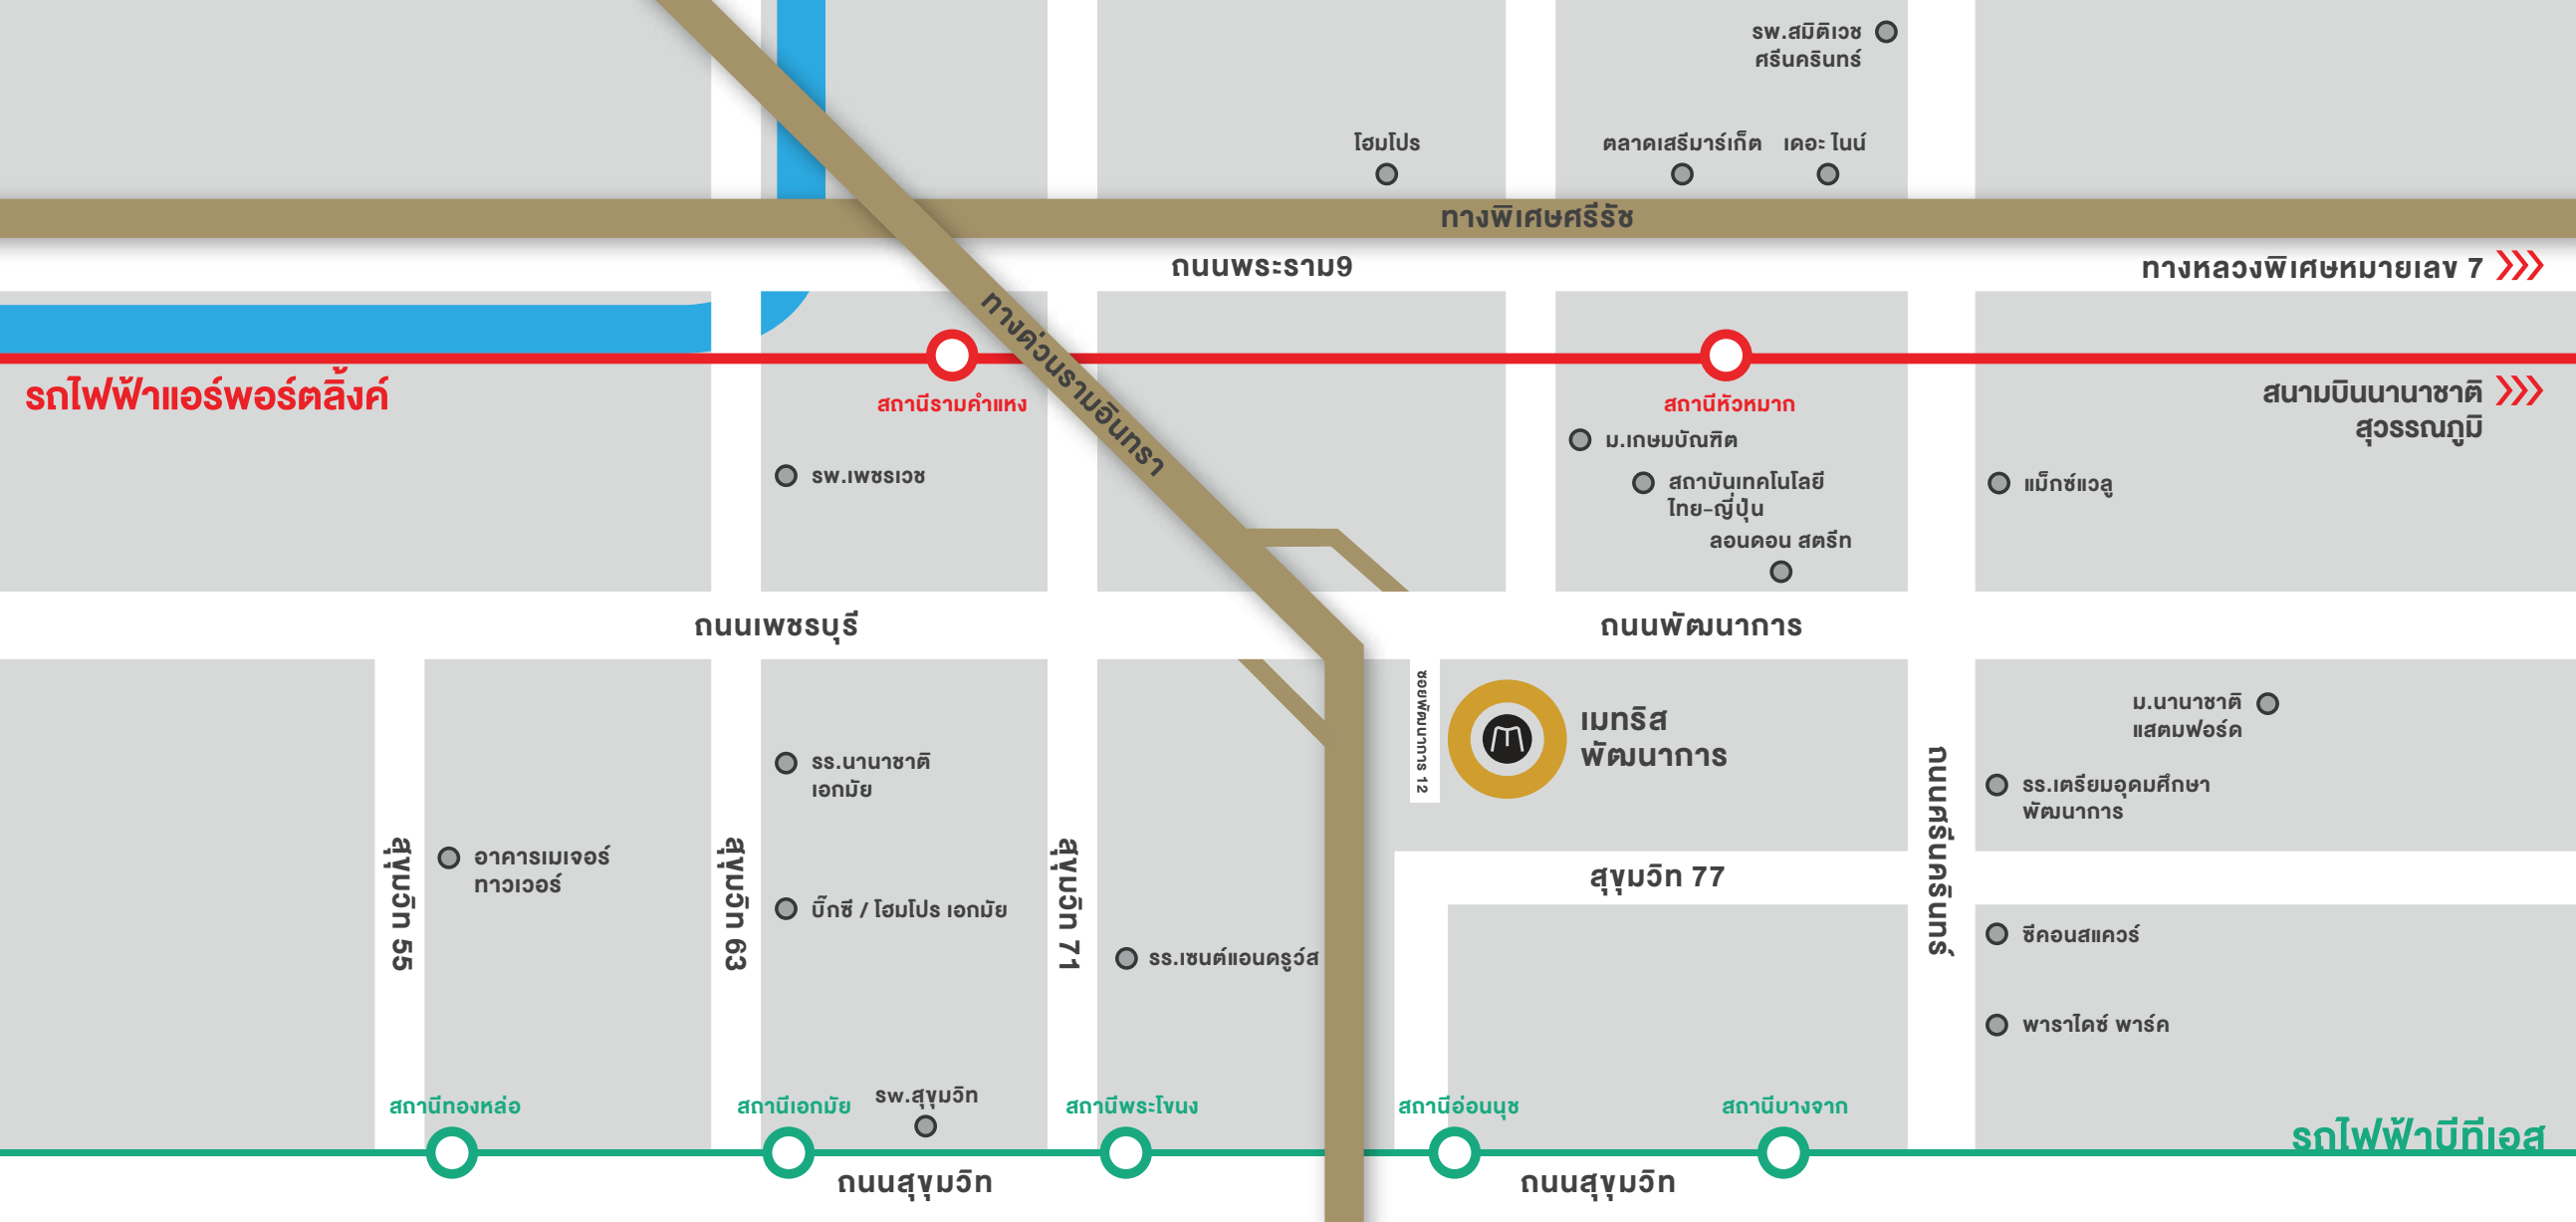 รพ.สมิติเวช
ศรีนครินทร์
โฮมโปร
ตลาดเสรีมาร์เก็ต
เดอะ ไนน์
ทางพิเศษศรีรัช
ถนนพระราม9
ทางหลวงพิเศษหมายเลข 7
ทางด่วนรามอินทรา
รถไฟฟ้าแอร์พอร์ตลิ้งค์
สถานีรามคำแหง
สถานีหัวหมาก
สนามบินนานาชาติ
สุวรรณภูมิ
ม.เกษมบัณฑิต
รพ.เพชรเวช
สถาบันเทคโนโลยี
ไทย-ญี่ปุ่น
แม็กซ์แวลู
ลอนดอน สตรีท
ถนนเพชรบุรี
ถนนพัฒนาการ
ซอยพัฒนาการ 12
เมทริส
พัฒนาการ
ม.นานาชาติ
แสตมฟอร์ด
รร.นานาชาติ
เอกมัย
รร.เตรียมอุดมศึกษา
พัฒนาการ
ถนนศรีนครินทร์
สุขุมวิท 55
อาคารเมเจอร์
ทาวเวอร์
สุขุมวิท 63
บิ๊กซี / โฮมโปร เอกมัย
สุขุมวิท 71
สุขุมวิท 77
รร.เซนต์แอนดรูว์ส
ซีคอนสแควร์
พาราไดซ์ พาร์ค
สถานีทองหล่อ
สถานีเอกมัย
รพ.สุขุมวิท
สถานีพระโขนง
สถานีอ่อนนุช
สถานีบางจาก
รถไฟฟ้าบีทีเอส
ถนนสุขุมวิท
ถนนสุขุมวิท